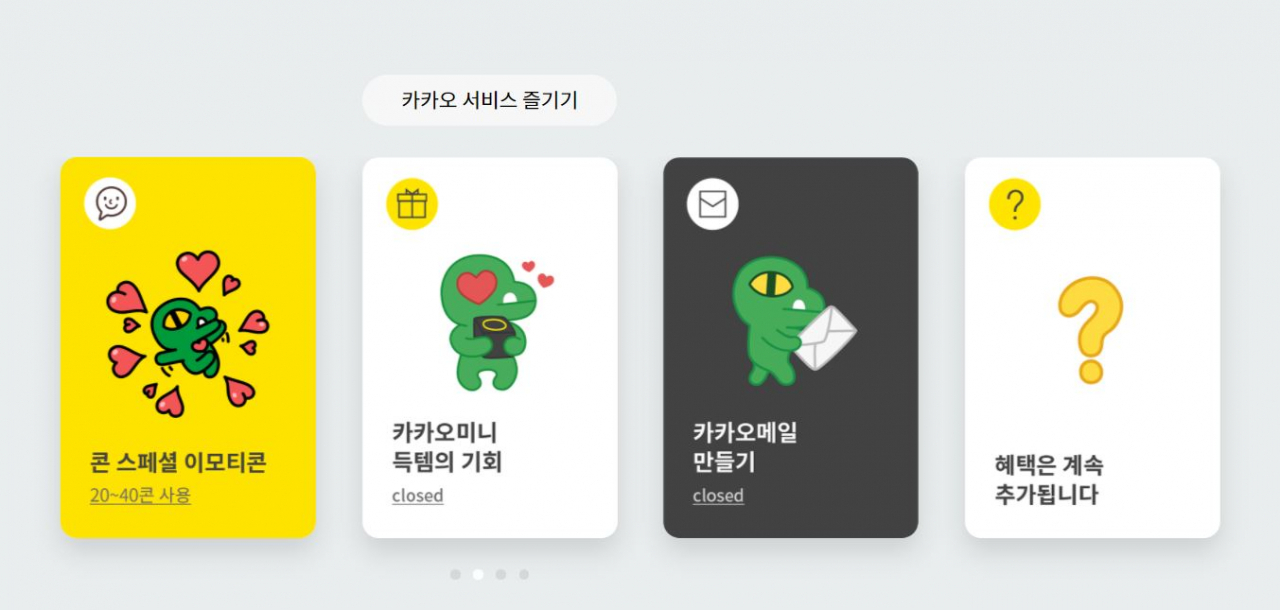 카카오 서비스 즐기기
콘 스페셜 이모티콘
20~40콘 사용
카카오미니
득템의 기회
closed
카카오메일
만들기
closed
?
혜택은 계속
추가됩니다